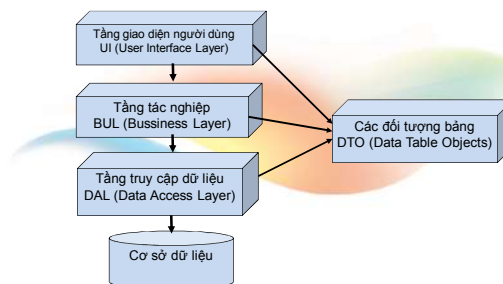 Tầng giao diện người dùng
UI (User Interface Layer)
Tầng tác nghiệp
BUL (Bussiness Layer)
Các đối tượng bảng
DTO (Data Table Objects)
Tầng truy cập dữ liệu
DAL (Data Access Layer)
Cơ sở dữ liệu